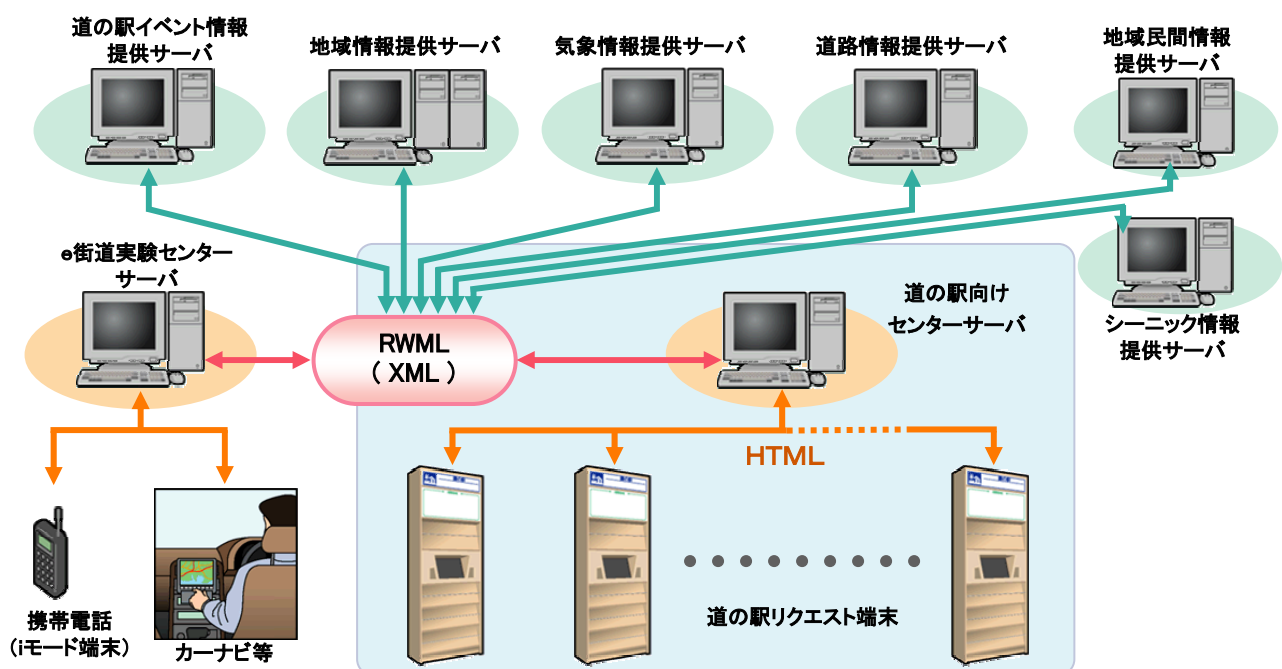 道の駅イベント情報
提供サーバ
地域情報提供サーバ
気象情報提供サーバ
道路情報提供サーバ
地域民間情報
提供サーバ
e街道実験センター
サーバ
道の駅向け
センターサーバ
シーニック情報
提供サーバ
RWML
（ XML ）
HTML
携帯電話
（iモード端末）
カーナビ等
道の駅リクエスト端末